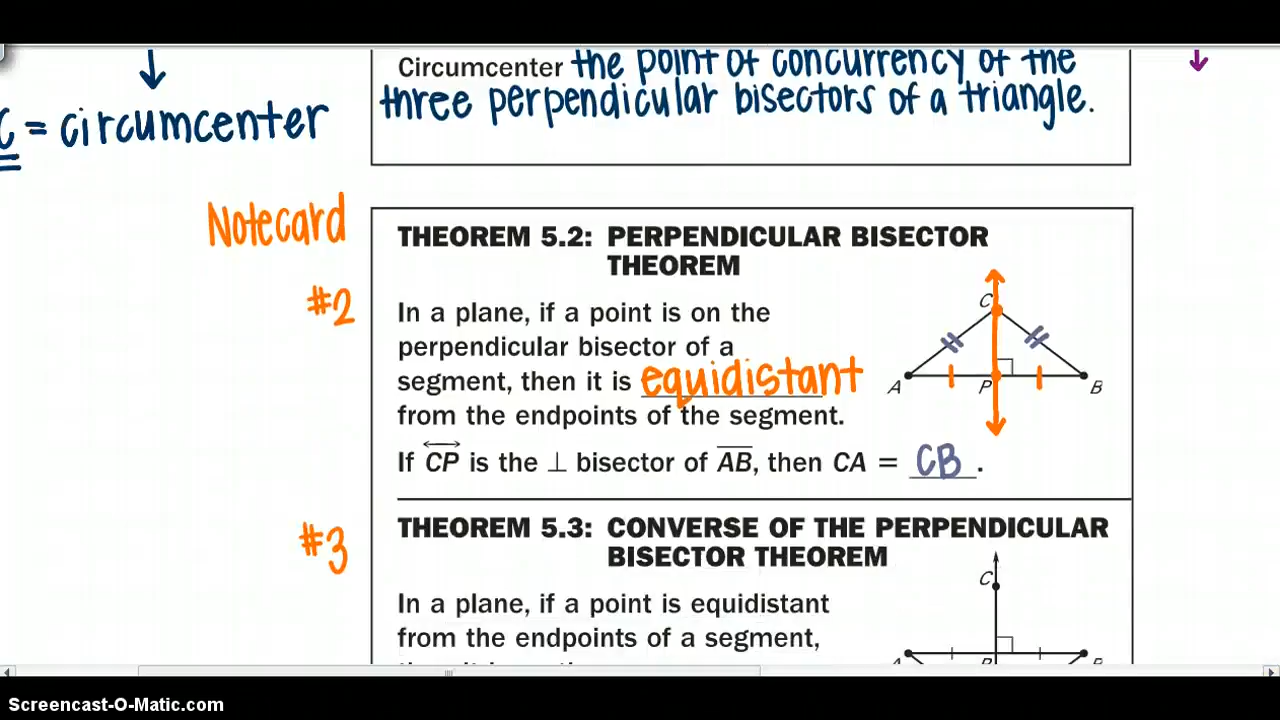 Circumcenter the point of concurrency of the
three perpendicular bisectors of a triangle.
C = circumcenter
Notecard
#2
THEOREM 5.2: PERPENDICULAR BISECTOR
THEOREM
In a plane, if a point is on the
perpendicular bisector of a
segment, then it is equidistant
from the endpoints of the segment.
If CP is the ⊥ bisector of AB, then CA = CB.
C
A
P
B
#3
THEOREM 5.3: CONVERSE OF THE PERPENDICULAR
BISECTOR THEOREM
In a plane, if a point is equidistant
from the endpoints of a segment,
C
A
P
B
Screencast-O-Matic.com